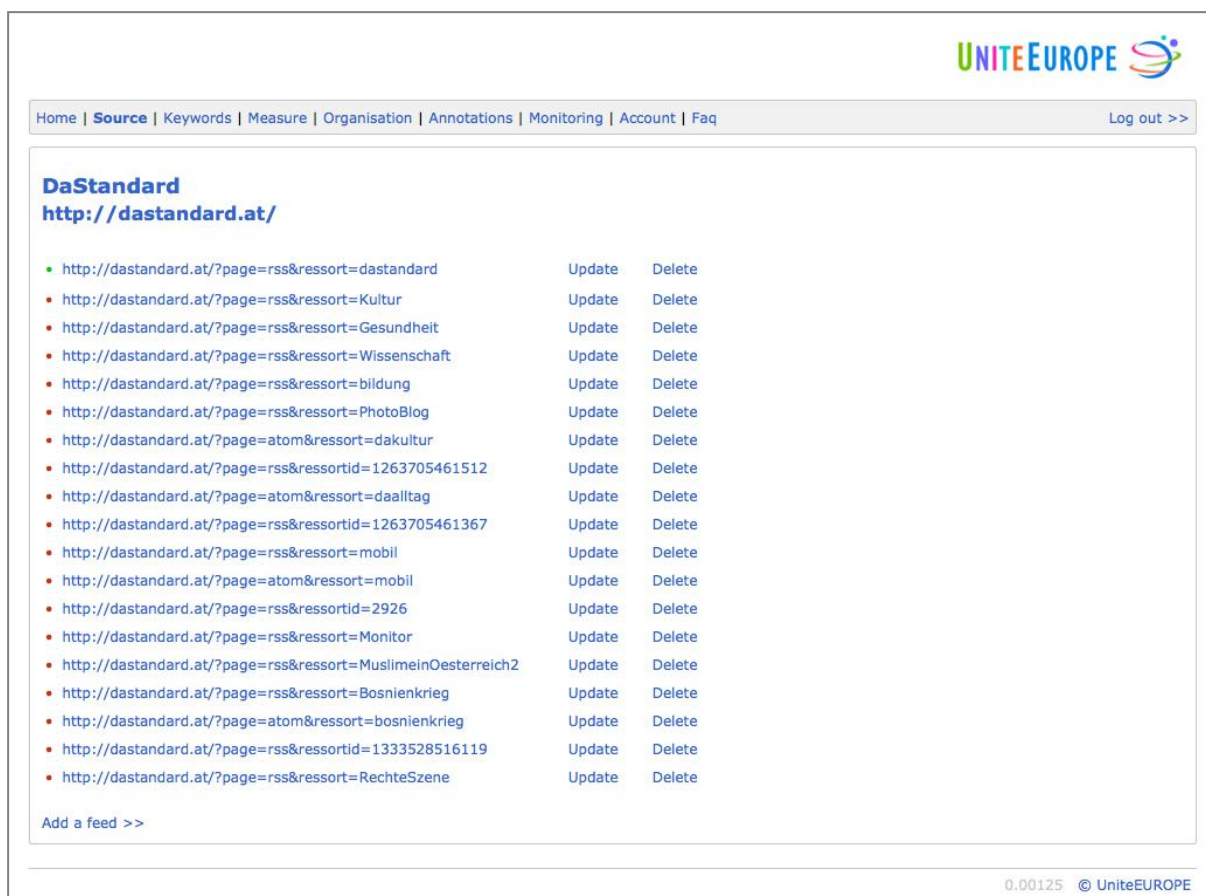 UNITEEUROPE
Home | Source | Keywords | Measure | Organisation | Annotations | Monitoring | Account | Faq Log out >>
DaStandard
http://dastandard.at/
• http://dastandard.at/?page=rss&ressort=dastandard Update Delete
• http://dastandard.at/?page=rss&ressort=Kultur Update Delete
• http://dastandard.at/?page=rss&ressort=Gesundheit Update Delete
• http://dastandard.at/?page=rss&ressort=Wissenschaft Update Delete
• http://dastandard.at/?page=rss&ressort=bildung Update Delete
• http://dastandard.at/?page=rss&ressort=PhotoBlog Update Delete
• http://dastandard.at/?page=atom&ressort=dakultur Update Delete
• http://dastandard.at/?page=rss&ressortid=1263705461512 Update Delete
• http://dastandard.at/?page=atom&ressort=daalltag Update Delete
• http://dastandard.at/?page=rss&ressortid=1263705461367 Update Delete
• http://dastandard.at/?page=rss&ressort=mobil Update Delete
• http://dastandard.at/?page=atom&ressort=mobil Update Delete
• http://dastandard.at/?page=rss&ressortid=2926 Update Delete
• http://dastandard.at/?page=rss&ressort=Monitor Update Delete
• http://dastandard.at/?page=rss&ressort=MuslimeinOesterreich2 Update Delete
• http://dastandard.at/?page=rss&ressort=Bosnienkrieg Update Delete
• http://dastandard.at/?page=atom&ressort=bosnienkrieg Update Delete
• http://dastandard.at/?page=rss&ressortid=1333528516119 Update Delete
• http://dastandard.at/?page=rss&ressort=RechteSzene Update Delete
Add a feed >>
0.00125 © UniteEUROPE